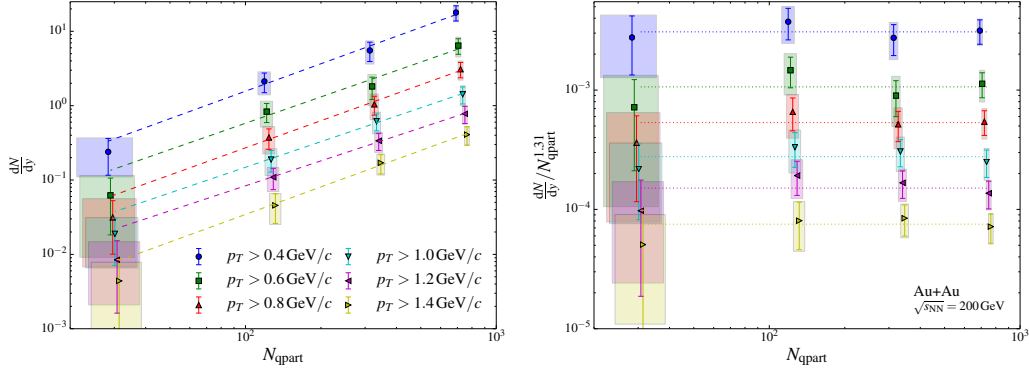 10^1
10^0
10^−1
10^−2
10^−3
dN/dy
10^2
10^3
N_qpart
p_T > 0.4 GeV/c
p_T > 0.6 GeV/c
p_T > 0.8 GeV/c
p_T > 1.0 GeV/c
p_T > 1.2 GeV/c
p_T > 1.4 GeV/c
10^−3
10^−4
10^−5
dN/dy / N^1.31_qpart
10^2
10^3
N_qpart
Au+Au
√s_NN = 200 GeV